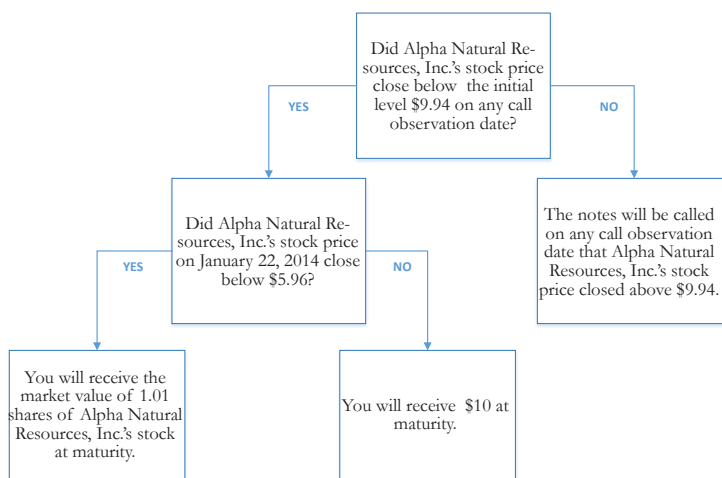 Did Alpha Natural Re-
sources, Inc.'s stock price
close below the initial
level $9.94 on any call
observation date?
YES
NO
Did Alpha Natural Re-
sources, Inc.'s stock price
on January 22, 2014 close
below $5.96?
The notes will be called
on any call observation
date that Alpha Natural
Resources, Inc.'s stock
price closed above $9.94.
YES
NO
You will receive the
market value of 1.01
shares of Alpha Natural
Resources, Inc.'s stock
at maturity.
You will receive $10 at
maturity.